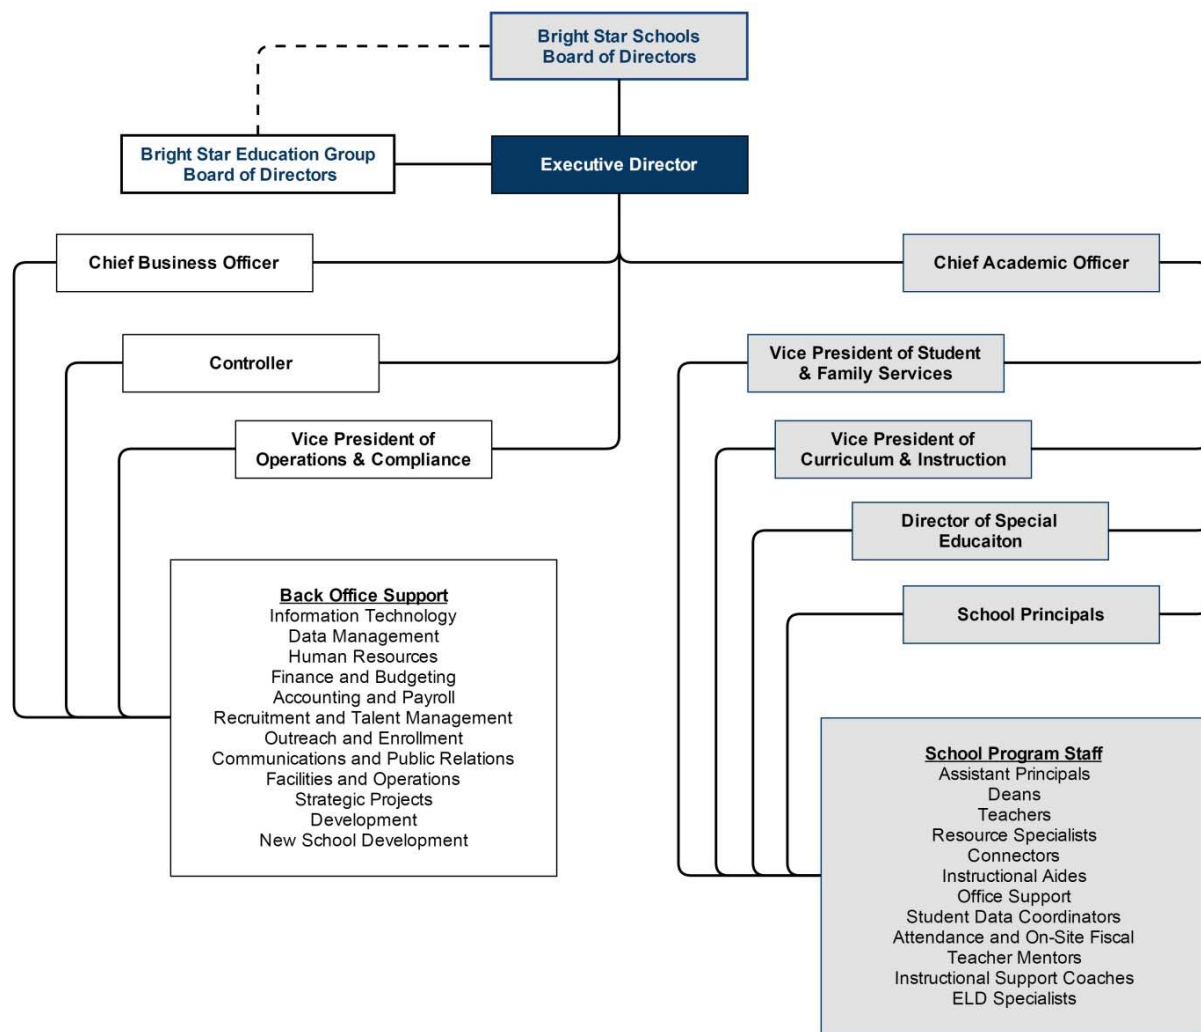 Bright Star Schools
Board of Directors
Bright Star Education Group
Board of Directors
Executive Director
Chief Business Officer
Chief Academic Officer
Controller
Vice President of Student
& Family Services
Vice President of
Operations & Compliance
Vice President of
Curriculum & Instruction
Director of Special
Educaiton
School Principals
Back Office Support
Information Technology
Data Management
Human Resources
Finance and Budgeting
Accounting and Payroll
Recruitment and Talent Management
Outreach and Enrollment
Communications and Public Relations
Facilities and Operations
Strategic Projects
Development
New School Development
School Program Staff
Assistant Principals
Deans
Teachers
Resource Specialists
Connectors
Instructional Aides
Office Support
Student Data Coordinators
Attendance and On-Site Fiscal
Teacher Mentors
Instructional Support Coaches
ELD Specialists